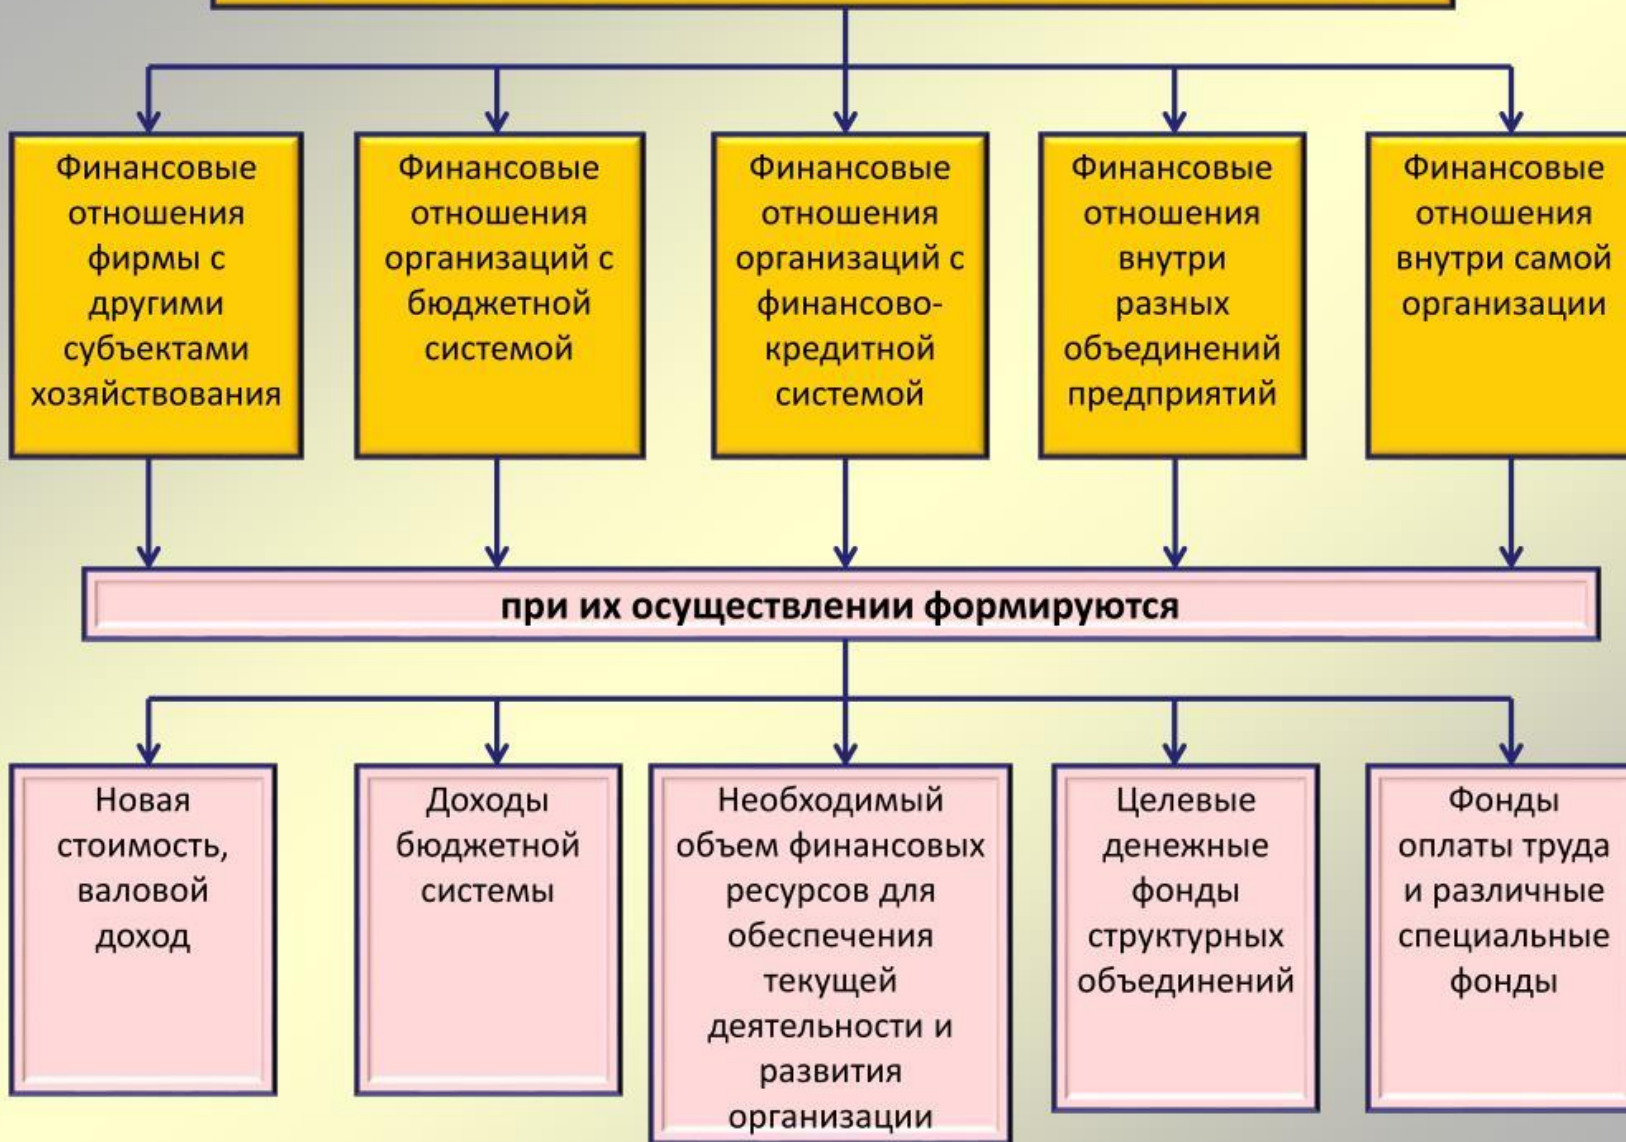 Финансовые
отношения
фирмы с
другими
субъектами
хозяйствования
Финансовые
отношения
организаций с
бюджетной
системой
Финансовые
отношения
организаций с
финансово-
кредитной
системой
Финансовые
отношения
внутри
разных
объединений
предприятий
Финансовые
отношения
внутри самой
организации
при их осуществлении формируются
Новая
стоимость,
валовой
доход
Доходы
бюджетной
системы
Необходимый
объем финансовых
ресурсов для
обеспечения
текущей
деятельности и
развития
организации
Целевые
денежные
фонды
структурных
объединений
Фонды
оплаты труда
и различные
специальные
фонды